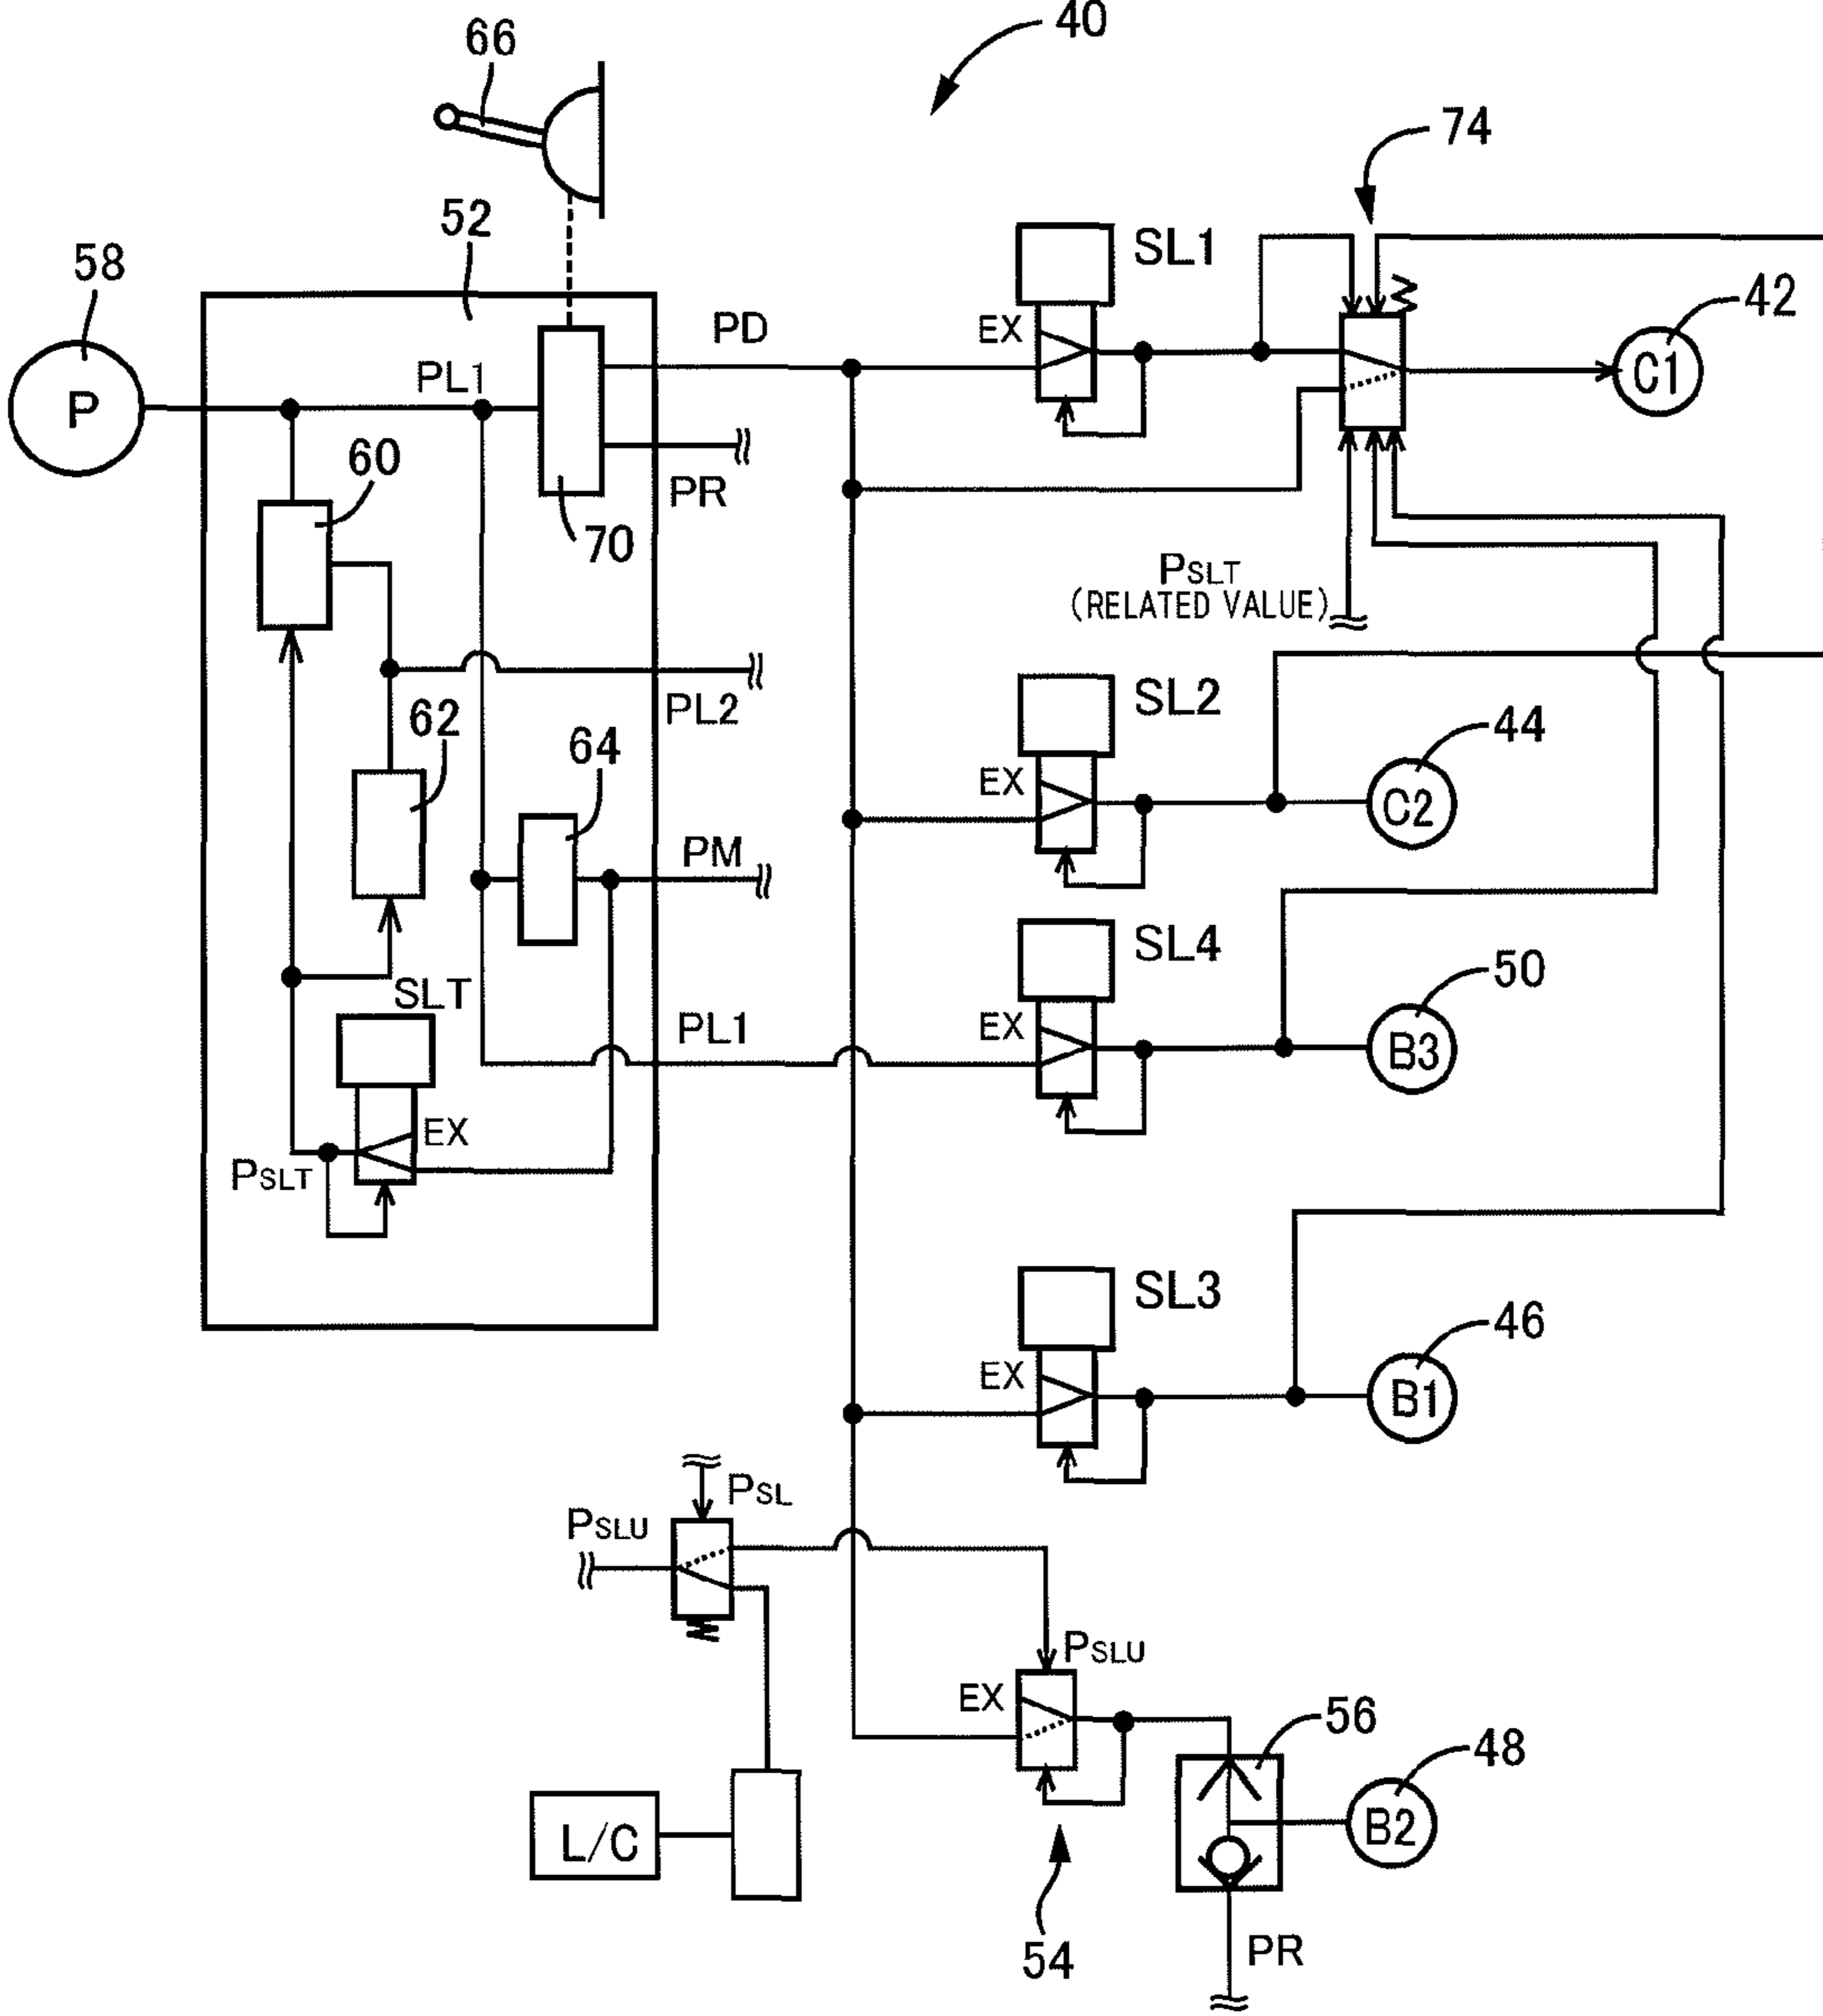 40
66
74
52
SL1
58
42
PD
EX
C1
PL1
P
60
PR
70
PSLT
(RELATED VALUE)
SL2
PL2
62
44
64
EX
C2
PM
SL4
50
SLT
PL1
EX
B3
EX
PSLT
SL3
46
EX
B1
PSL
PSLU
PSLU
EX
56
48
B2
L/C
54
PR